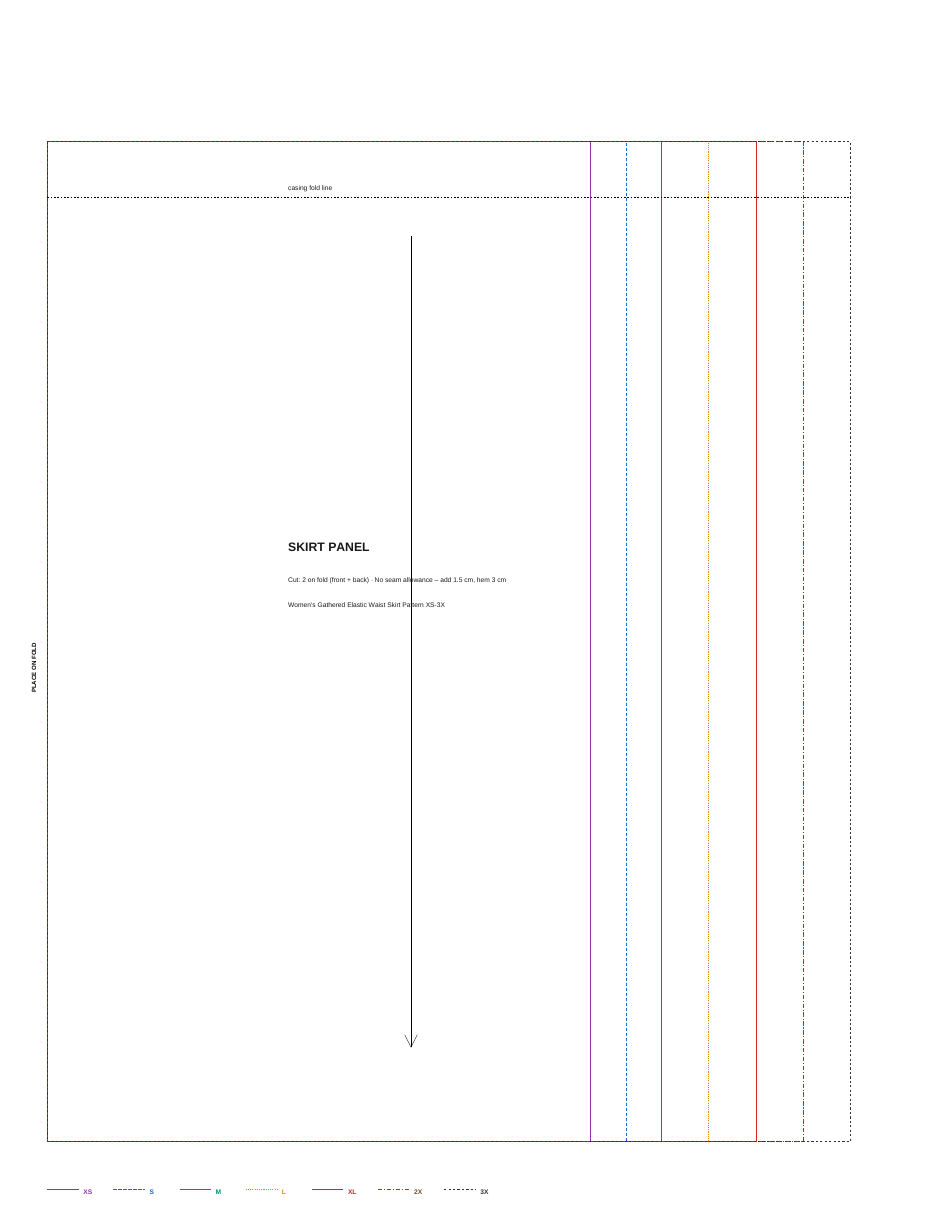 casing fold line
SKIRT PANEL
Cut: 2 on fold (front + back) · No seam allowance – add 1.5 cm, hem 3 cm
Women's Gathered Elastic Waist Skirt Pattern XS-3X
PLACE ON FOLD
XS S M L XL 2X 3X